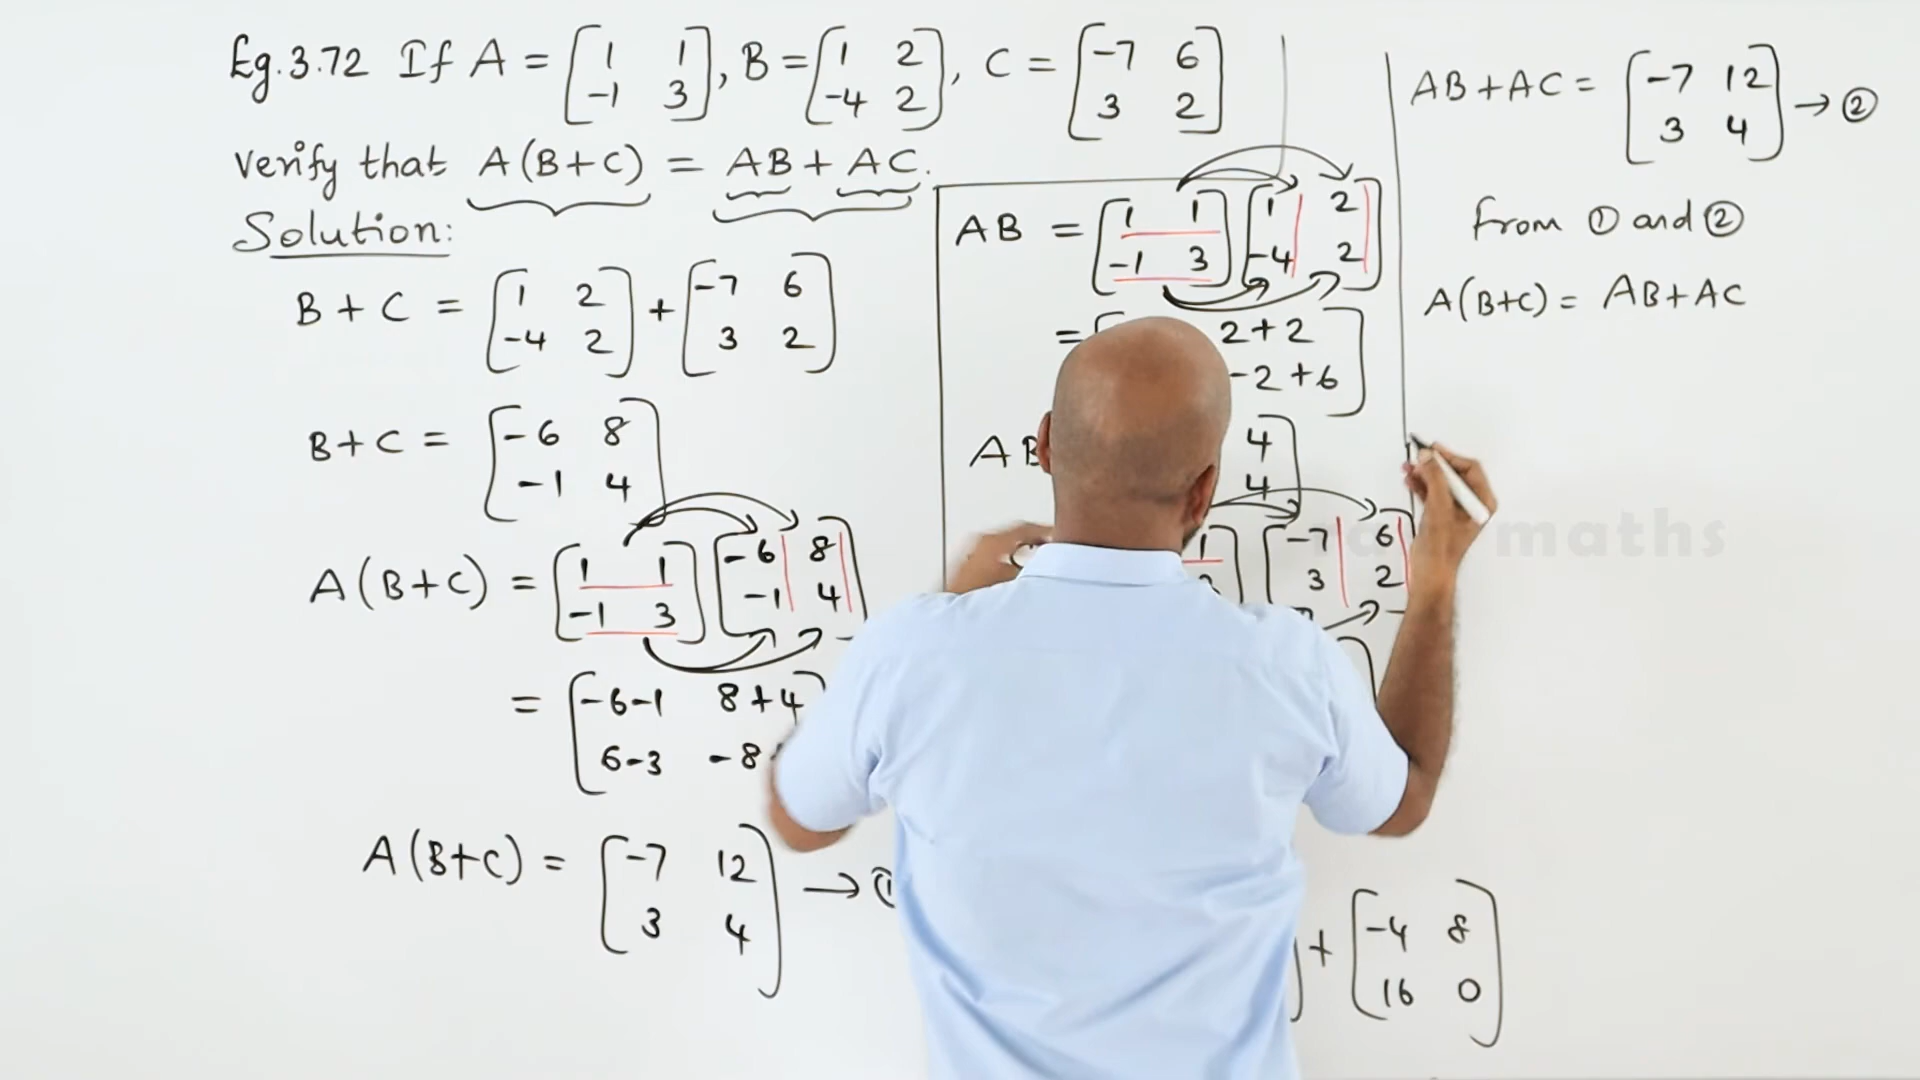 Eg.3.72 If A = [1 1 -1 3], B = [1 2 -4 2], C = [-7 6 3 2]
verify that A(B+C) = AB + AC.
Solution:
B + C = [1 2 -4 2] + [-7 6 3 2]
B+C = [-6 8 -1 4]
A(B+C) = [1 1 -1 3] [-6 8 -1 4]
= [-6-1 8+4
6-3 -8
A(B+C) = [-7 12 3 4] → ①
AB = [1 1 -1 3] [1 2 -4 2]
= [ 2+2
-2+6]
AB
4
4]
1] [-7 6 3 2]
] + [-4 8 16 0]
AB+AC = [-7 12 3 4] → ②
From ① and ②
A(B+C) = AB+AC
maths